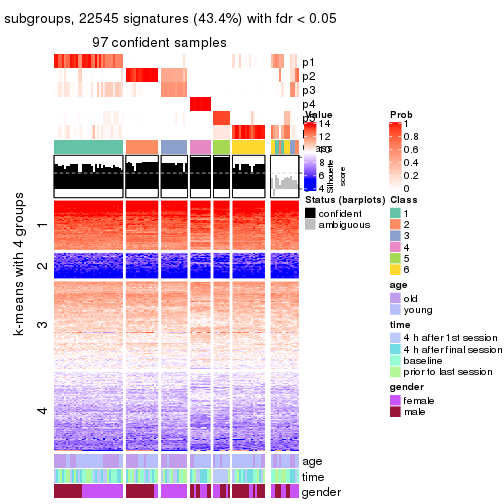 subgroups, 22545 signatures (43.4%) with fdr < 0.05
97 confident samples
p1
p2
p3
p4
Value
14
12
10
8
6
4
Silhouette
score
Prob
1
0.8
0.6
0.4
0.2
0
Status (barplots)
confident
ambiguous
Class
1
2
3
4
5
6
k-means with 4 groups
1
2
3
4
age
old
young
time
4 h after 1st session
4 h after final session
baseline
prior to last session
gender
female
male
age
time
gender